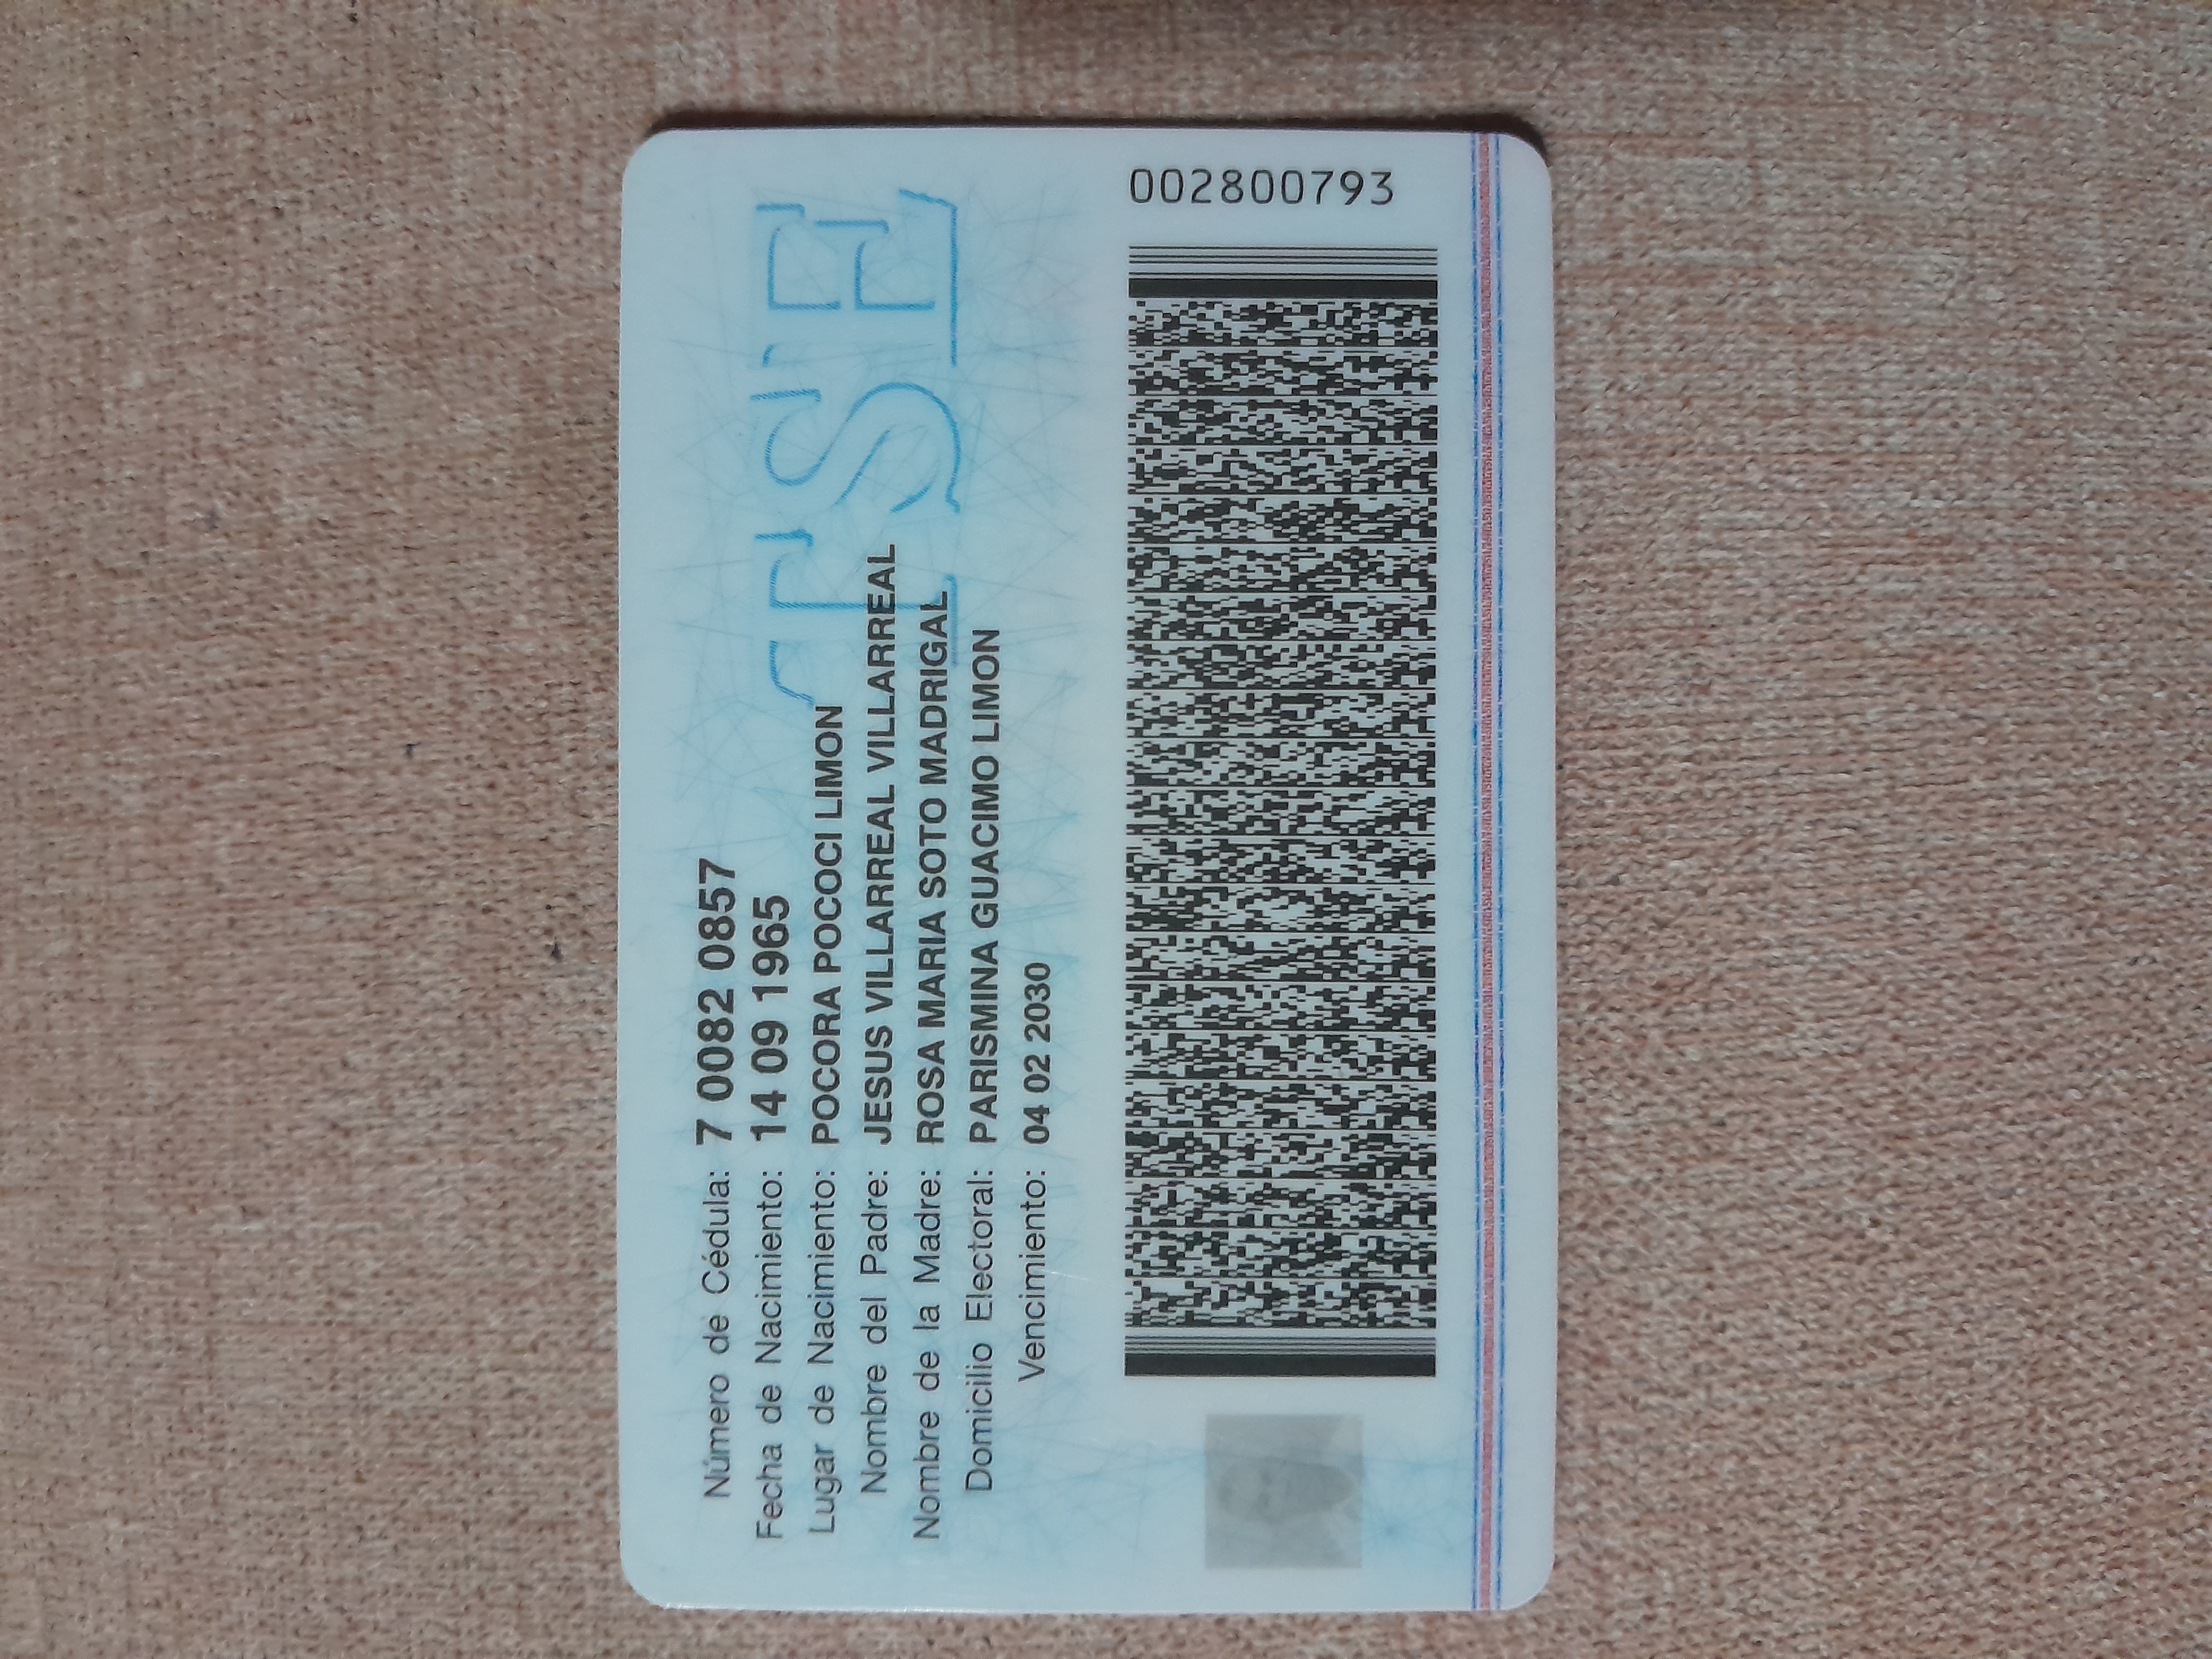 Número de Cédula: 7 0082 0857
Fecha de Nacimiento: 14 09 1965
Lugar de Nacimiento: POCORA POCOCI LIMON
Nombre del Padre: JESUS VILLARREAL VILLARREAL
Nombre de la Madre: ROSA MARIA SOTO MADRIGAL
Domicilio Electoral: PARISMINA GUACIMO LIMON
Vencimiento: 04 02 2030
TSE
002800793